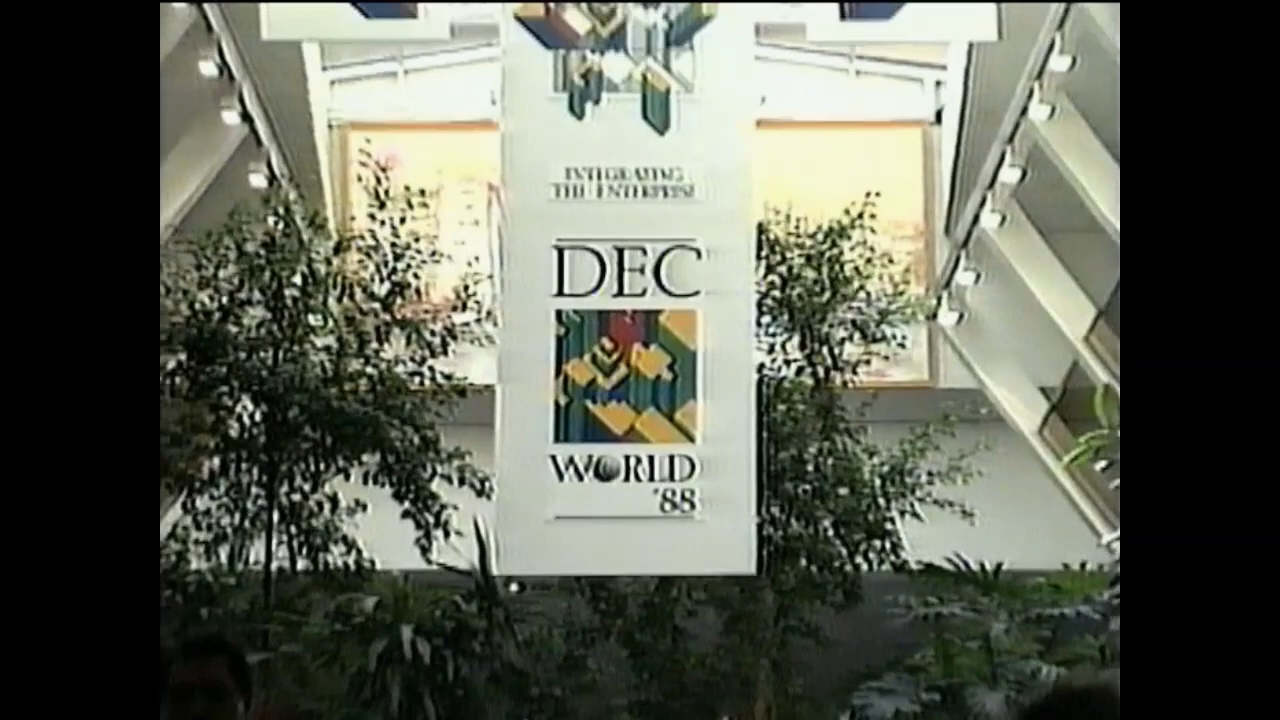 INTEGRATING
THE ENTERPRISE
DEC
WORLD
'88